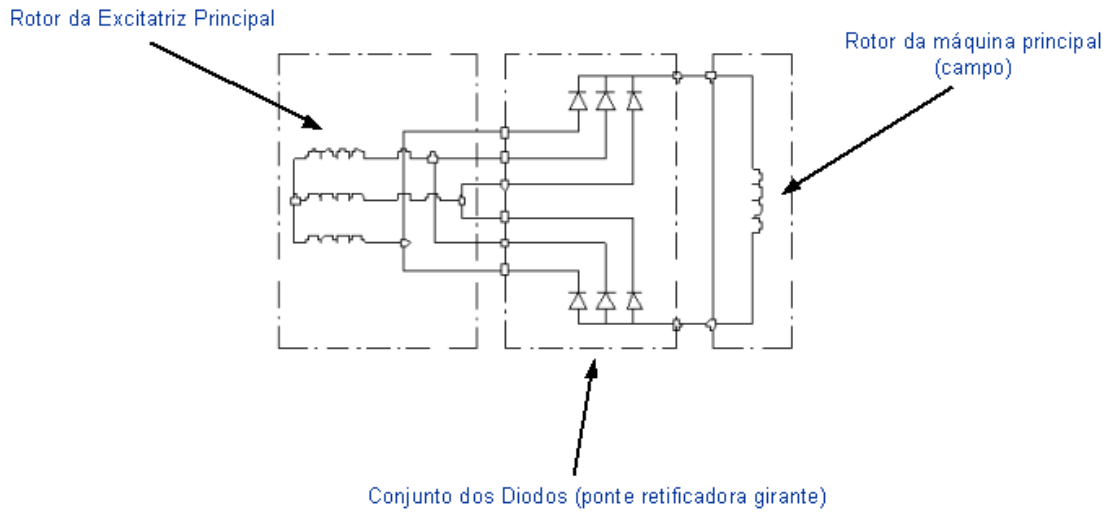 Rotor da Excitatriz Principal
Rotor da máquina principal
(campo)
Conjunto dos Diodos (ponte retificadora girante)